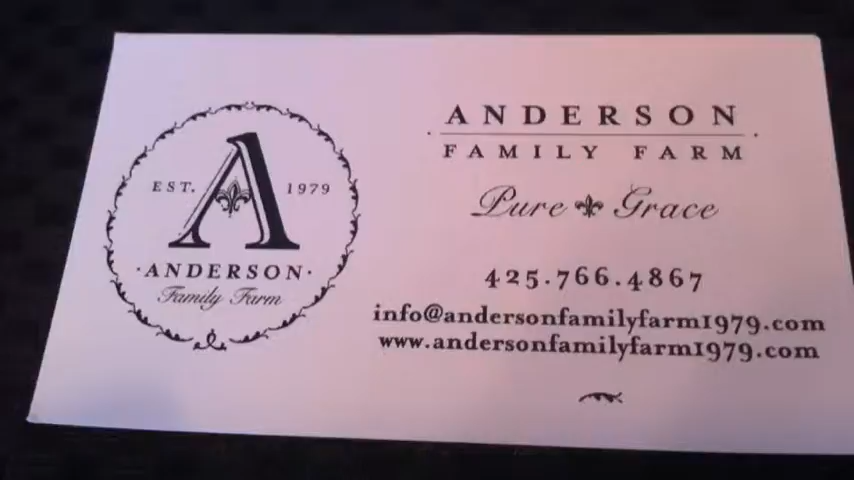 EST. 1979
A
·ANDERSON·
Family Farm
ANDERSON
FAMILY FARM
Pure Grace
425.766.4867
info@andersonfamilyfarm1979.com
www.andersonfamilyfarm1979.com